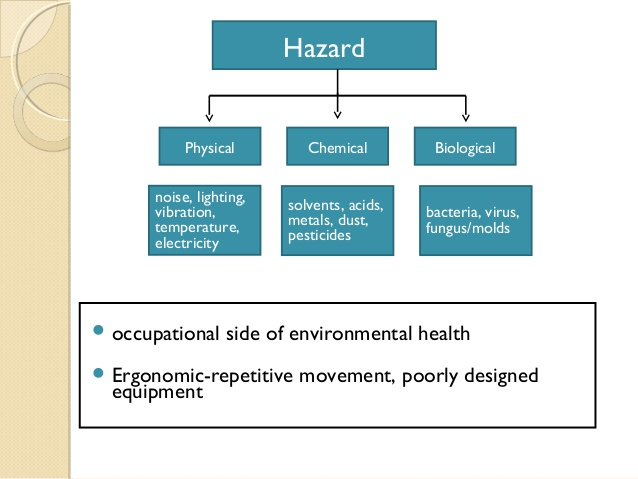 Hazard
Physical
Chemical
Biological
noise, lighting,
vibration,
temperature,
electricity
solvents, acids,
metals, dust,
pesticides
bacteria, virus,
fungus/molds
occupational side of environmental health
Ergonomic-repetitive movement, poorly designed
equipment